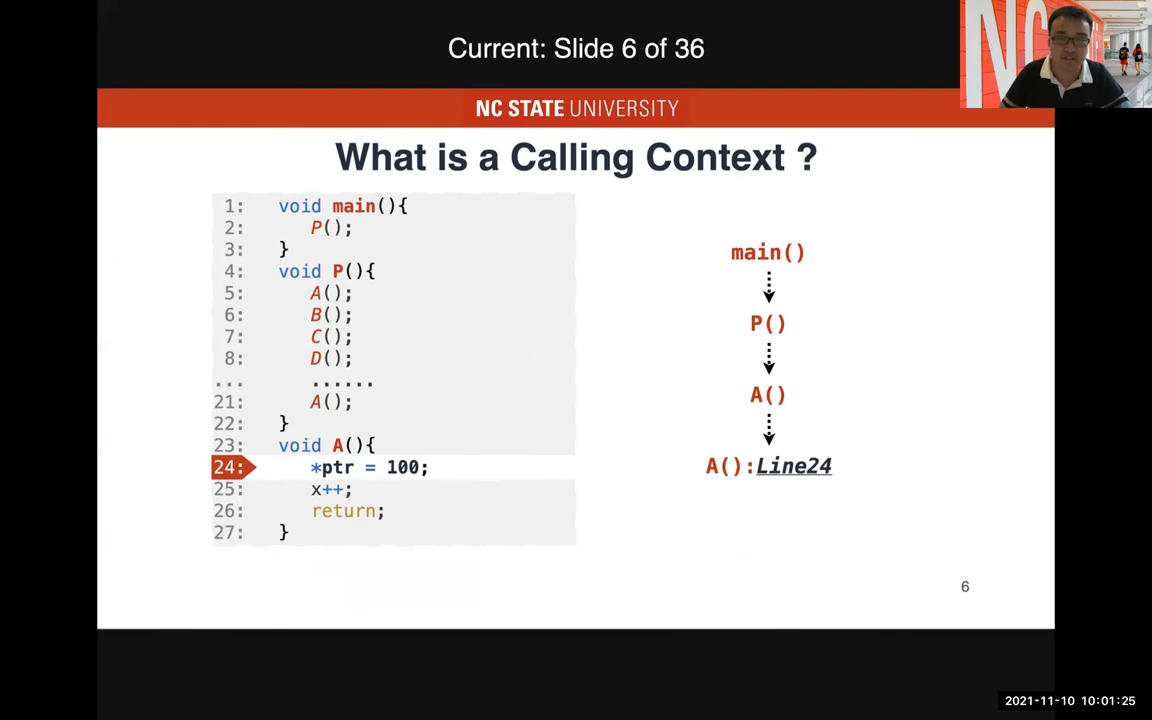 Current: Slide 6 of 36
NC
NC STATE UNIVERSITY
What is a Calling Context ?
1: void main(){
2: P();
3: }
4: void P(){
5: A();
6: B();
7: C();
8: D();
... ......
21: A();
22: }
23: void A(){
24: *ptr = 100;
25: x++;
26: return;
27: }
main()
P()
A()
A():Line24
6
2021-11-10 10:01:25